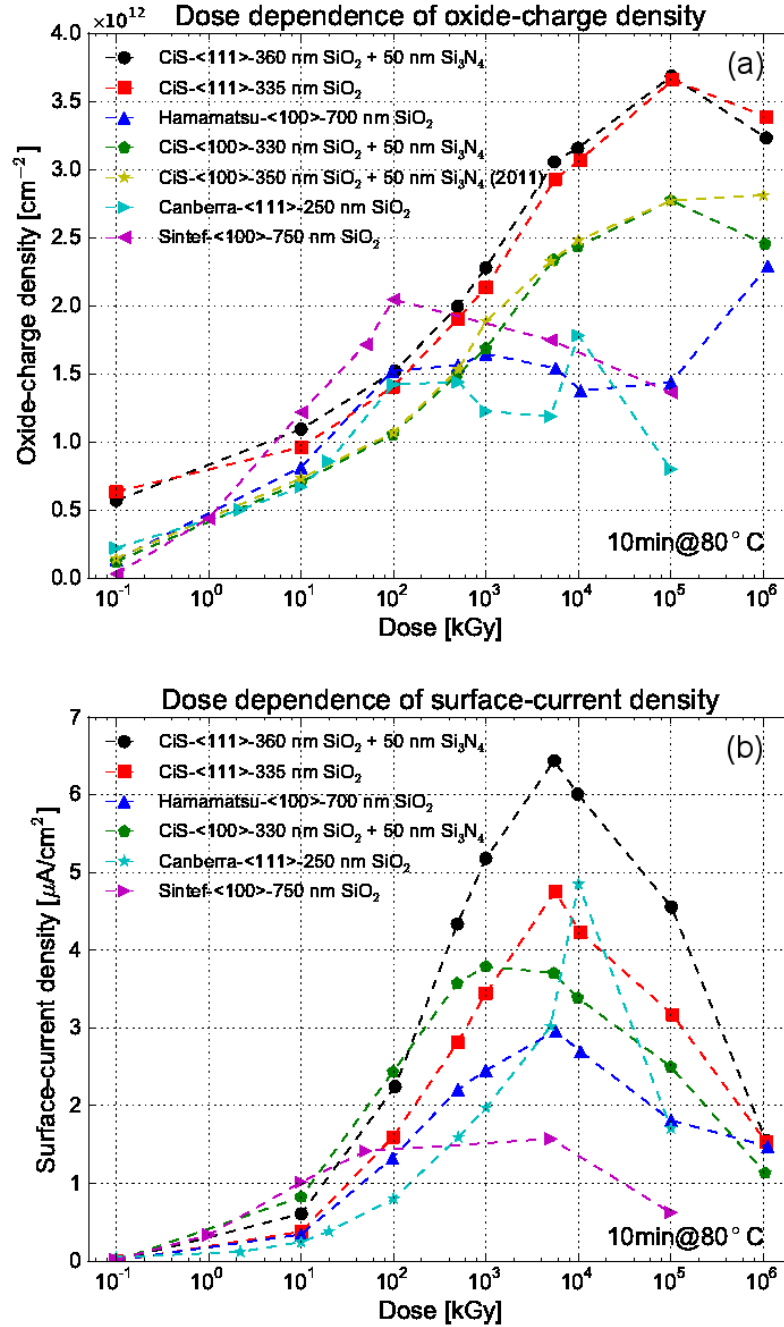 Dose dependence of oxide-charge density
×10¹²
(a)
4.0
3.5
3.0
2.5
2.0
1.5
1.0
0.5
0.0
Oxide-charge density [cm⁻²]
CiS-<111>-360 nm SiO₂ + 50 nm Si₃N₄
CiS-<111>-335 nm SiO₂
Hamamatsu-<100>-700 nm SiO₂
CiS-<100>-330 nm SiO₂ + 50 nm Si₃N₄
CiS-<100>-350 nm SiO₂ + 50 nm Si₃N₄ (2011)
Canberra-<111>-250 nm SiO₂
Sintef-<100>-750 nm SiO₂
10min@80°C
10⁻¹ 10⁰ 10¹ 10² 10³ 10⁴ 10⁵ 10⁶
Dose [kGy]
Dose dependence of surface-current density
(b)
7
6
5
4
3
2
1
0
Surface-current density [μA/cm²]
CiS-<111>-360 nm SiO₂ + 50 nm Si₃N₄
CiS-<111>-335 nm SiO₂
Hamamatsu-<100>-700 nm SiO₂
CiS-<100>-330 nm SiO₂ + 50 nm Si₃N₄
Canberra-<111>-250 nm SiO₂
Sintef-<100>-750 nm SiO₂
10min@80°C
10⁻¹ 10⁰ 10¹ 10² 10³ 10⁴ 10⁵ 10⁶
Dose [kGy]